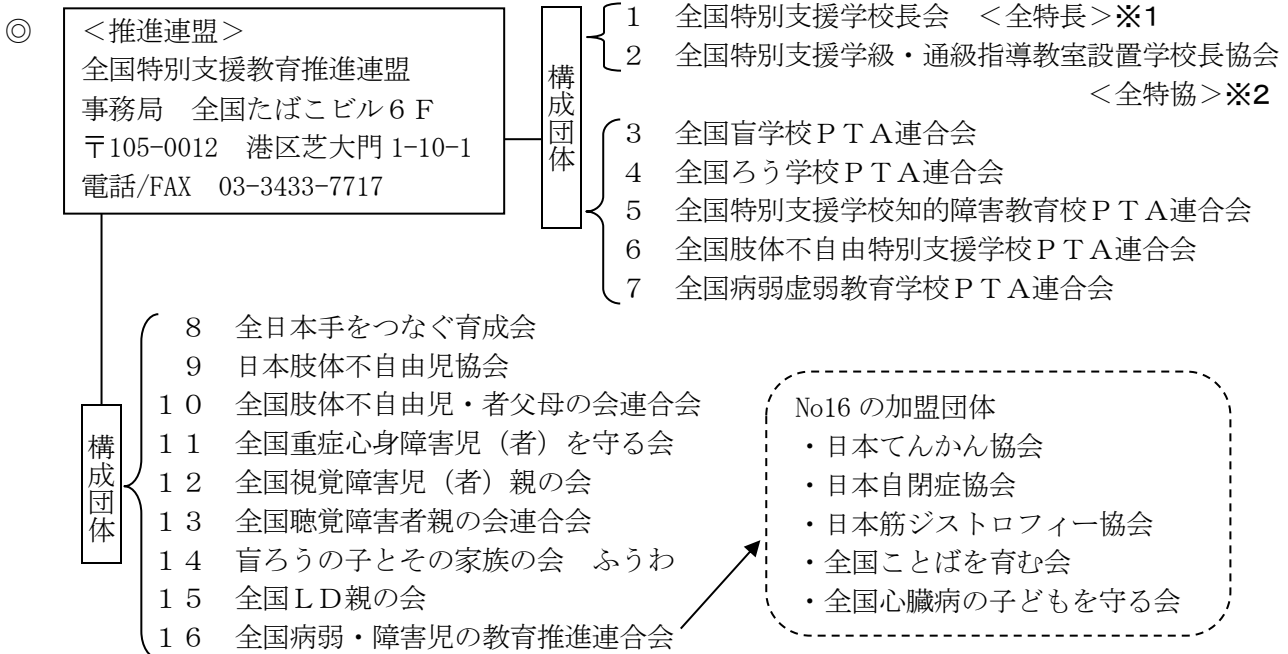 ◎
＜推進連盟＞
全国特別支援教育推進連盟
事務局　全国たばこビル６Ｆ
〒105-0012　港区芝大門 1-10-1
電話/FAX　03-3433-7717
構成団体
１　全国特別支援学校長会　＜全特長＞※1
２　全国特別支援学級・通級指導教室設置学校長協会
＜全特協＞※2
３　全国盲学校ＰＴＡ連合会
４　全国ろう学校ＰＴＡ連合会
５　全国特別支援学校知的障害教育校ＰＴＡ連合会
６　全国肢体不自由特別支援学校ＰＴＡ連合会
７　全国病弱虚弱教育学校ＰＴＡ連合会
構成団体
８　全日本手をつなぐ育成会
９　日本肢体不自由児協会
１０　全国肢体不自由児・者父母の会連合会
１１　全国重症心身障害児（者）を守る会
１２　全国視覚障害児（者）親の会
１３　全国聴覚障害者親の会連合会
１４　盲ろうの子とその家族の会　ふうわ
１５　全国ＬＤ親の会
１６　全国病弱・障害児の教育推進連合会
No16 の加盟団体
・日本てんかん協会
・日本自閉症協会
・日本筋ジストロフィー協会
・全国ことばを育む会
・全国心臓病の子どもを守る会